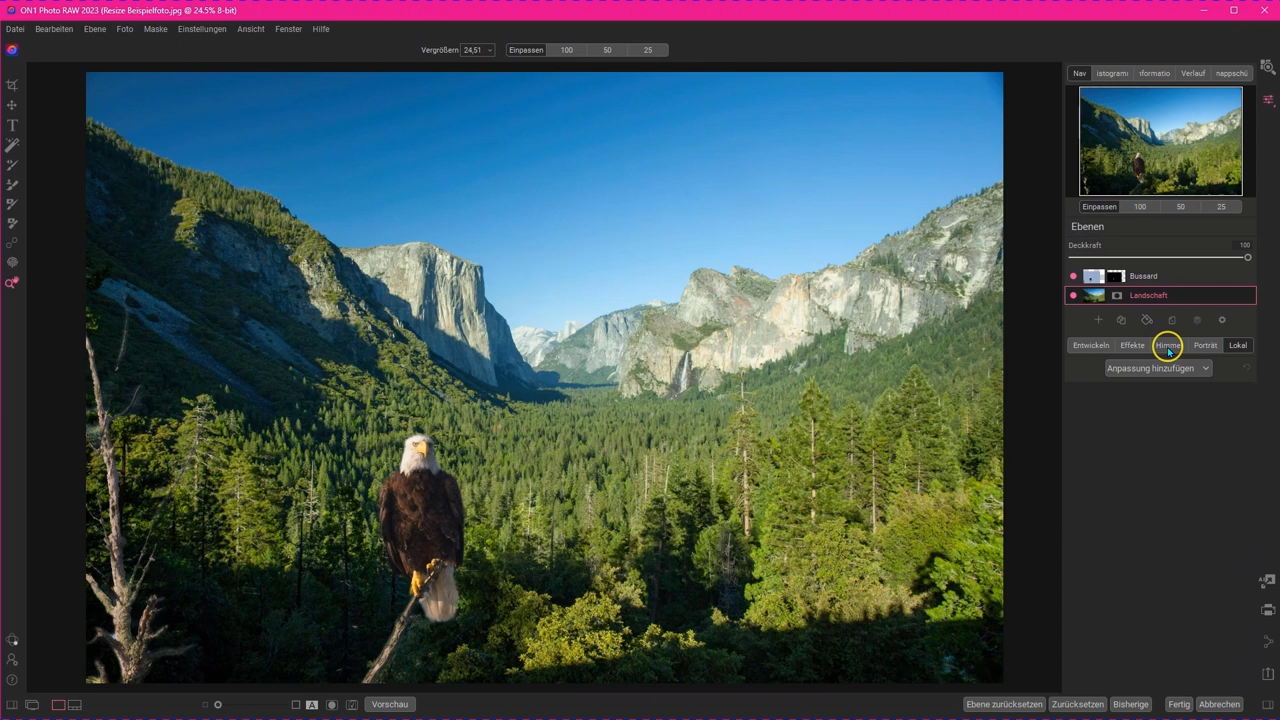 ON1 Photo RAW 2023 (Resize Beispielfoto.jpg @ 24.5% 8-bit)
Datei Bearbeiten Ebene Foto Maske Einstellungen Ansicht Fenster Hilfe
Vergrößern 24,51 Einpassen 100 50 25
Nav istogramı ıformatio Verlauf nappschü
Einpassen 100 50 25
Ebenen
Deckkraft 100
Bussard
Landschaft
Entwickeln Effekte Himme Porträt Lokal
Anpassung hinzufügen
A Vorschau
Ebene zurücksetzen Zurücksetzen Bisherige Fertig Abbrechen